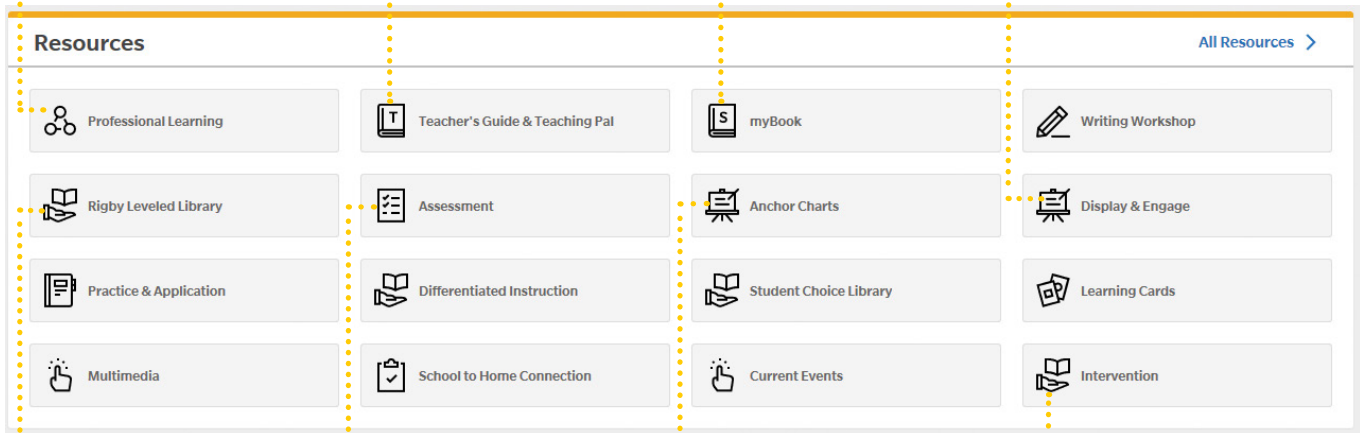 Resources
All Resources
Professional Learning
T
Teacher's Guide & Teaching Pal
S
myBook
Writing Workshop
Rigby Leveled Library
Assessment
Anchor Charts
Display & Engage
Practice & Application
Differentiated Instruction
Student Choice Library
Learning Cards
Multimedia
School to Home Connection
Current Events
Intervention